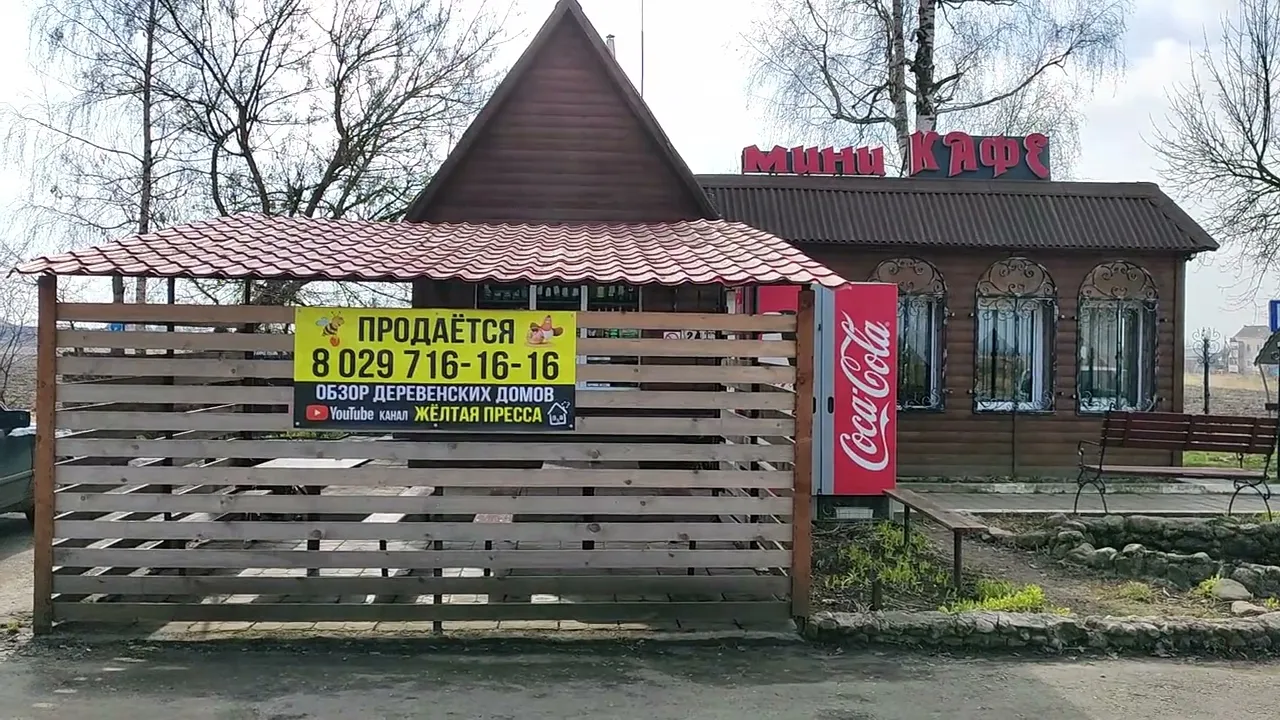 мини КАФЕ
ПРОДАЁТСЯ
8 029 716-16-16
ОБЗОР ДЕРЕВЕНСКИХ ДОМОВ
YouTube КАНАЛ ЖЁЛТАЯ ПРЕССА
Coca-Cola